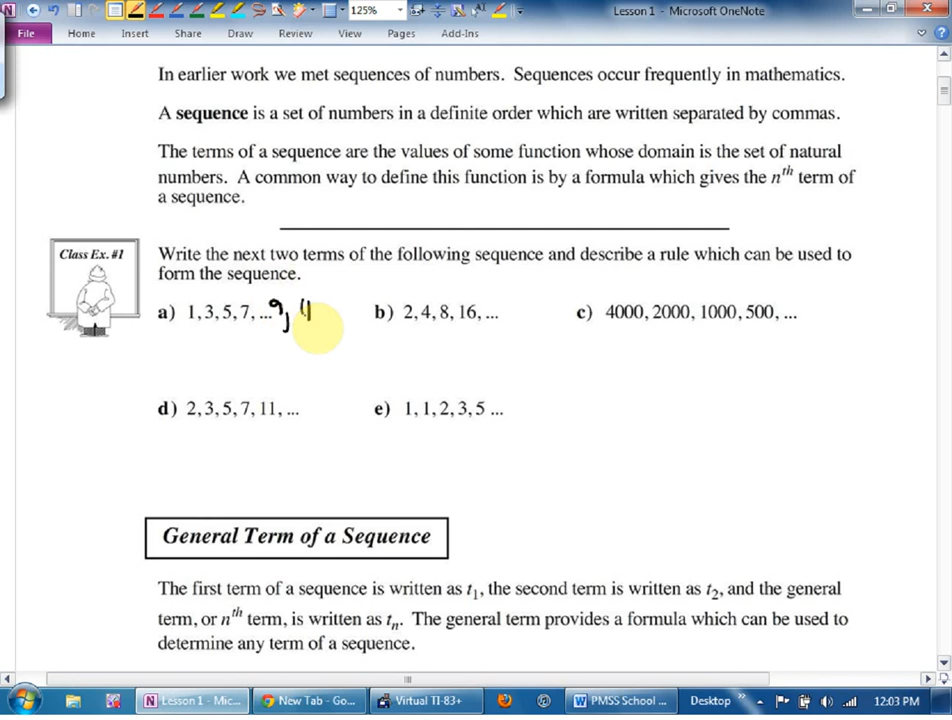 125%
Lesson 1 - Microsoft OneNote
File Home Insert Share Draw Review View Pages Add-Ins
In earlier work we met sequences of numbers. Sequences occur frequently in mathematics.
A sequence is a set of numbers in a definite order which are written separated by commas.
The terms of a sequence are the values of some function whose domain is the set of natural
numbers. A common way to define this function is by a formula which gives the nth term of
a sequence.
Class Ex. #1
Write the next two terms of the following sequence and describe a rule which can be used to
form the sequence.
a) 1, 3, 5, 7, ... 9, 11 b) 2, 4, 8, 16, ... c) 4000, 2000, 1000, 500, ...
d) 2, 3, 5, 7, 11, ... e) 1, 1, 2, 3, 5 ...
General Term of a Sequence
The first term of a sequence is written as t1, the second term is written as t2, and the general
term, or nth term, is written as tn. The general term provides a formula which can be used to
determine any term of a sequence.
Lesson 1 - Mic... New Tab - Go... Virtual TI-83+ PMSS School ... Desktop 12:03 PM